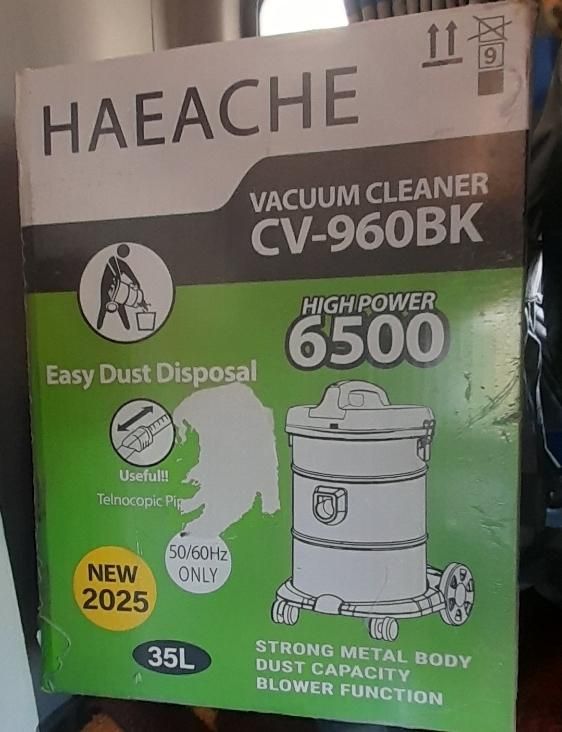 HAEACHE
9
VACUUM CLEANER
CV-960BK
HIGH POWER
6500
Easy Dust Disposal
Useful!!
Telnocopic
50/60Hz
ONLY
NEW
2025
35L
STRONG METAL BODY
DUST CAPACITY
BLOWER FUNCTION